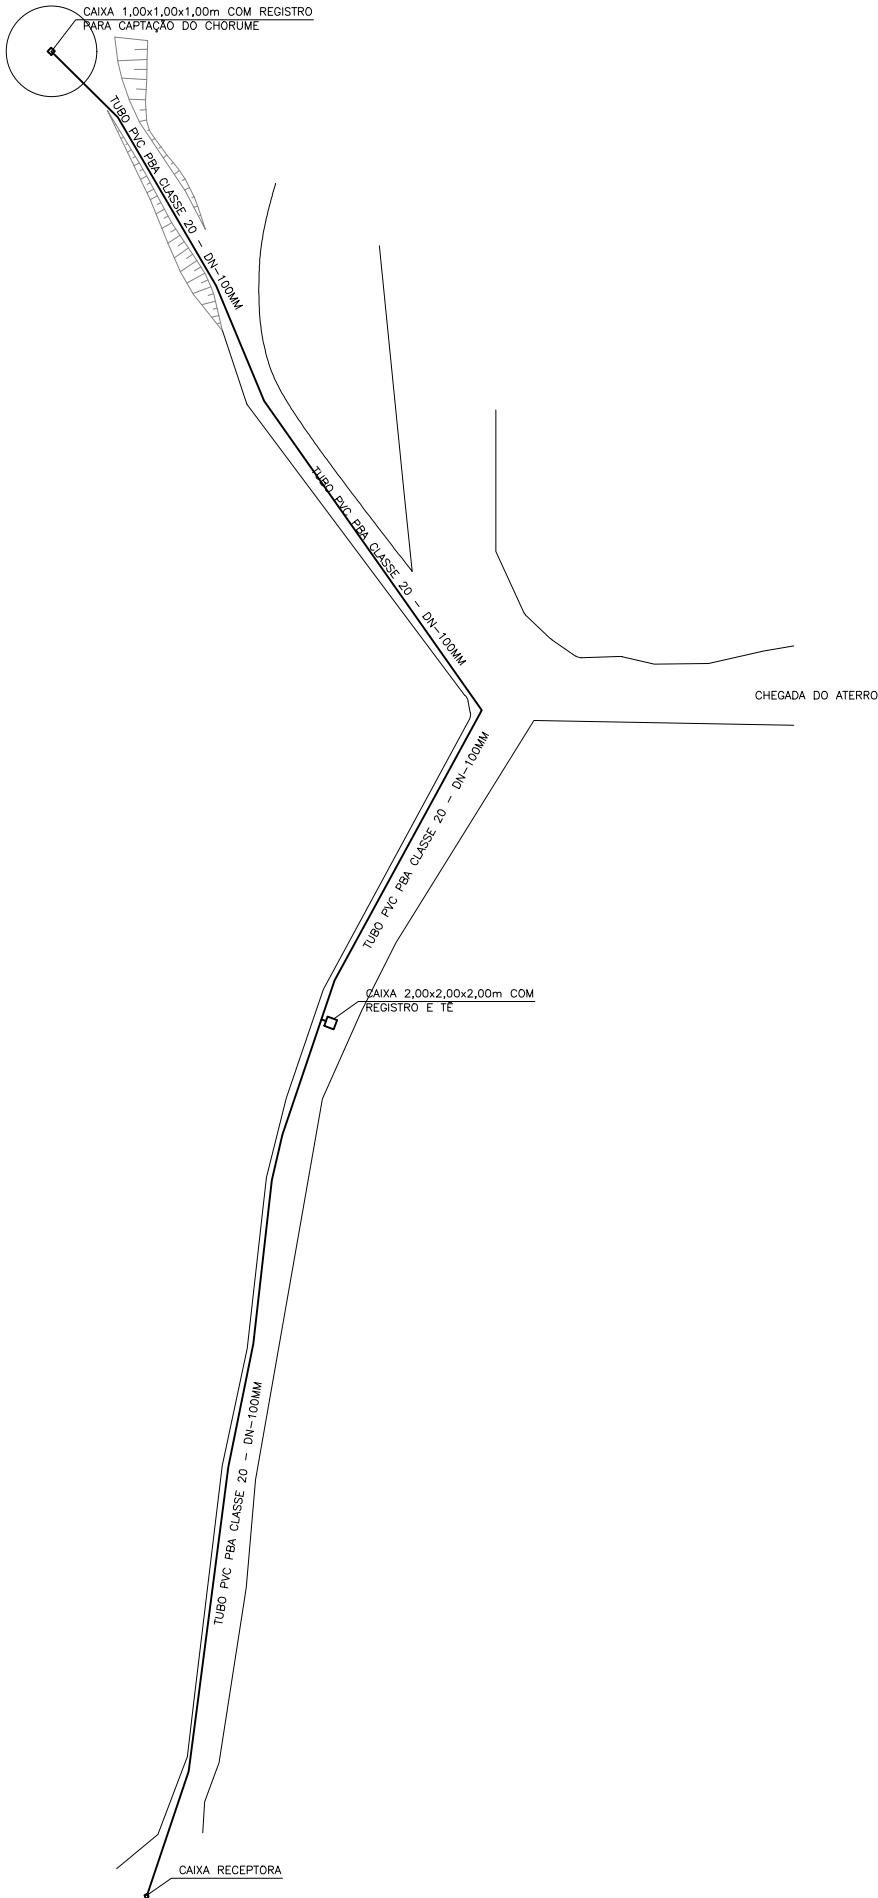 CAIXA 1,00x1,00x1,00m COM REGISTRO
PARA CAPTAÇÃO DO CHORUME
TUBO PVC PBA CLASSE 20 - DN-100MM
TUBO PVC PBA CLASSE 20 - DN-100MM
CHEGADA DO ATERRO
TUBO PVC PBA CLASSE 20 - DN-100MM
CAIXA 2,00x2,00x2,00m COM
REGISTRO E TÊ
TUBO PVC PBA CLASSE 20 - DN-100MM
CAIXA RECEPTORA